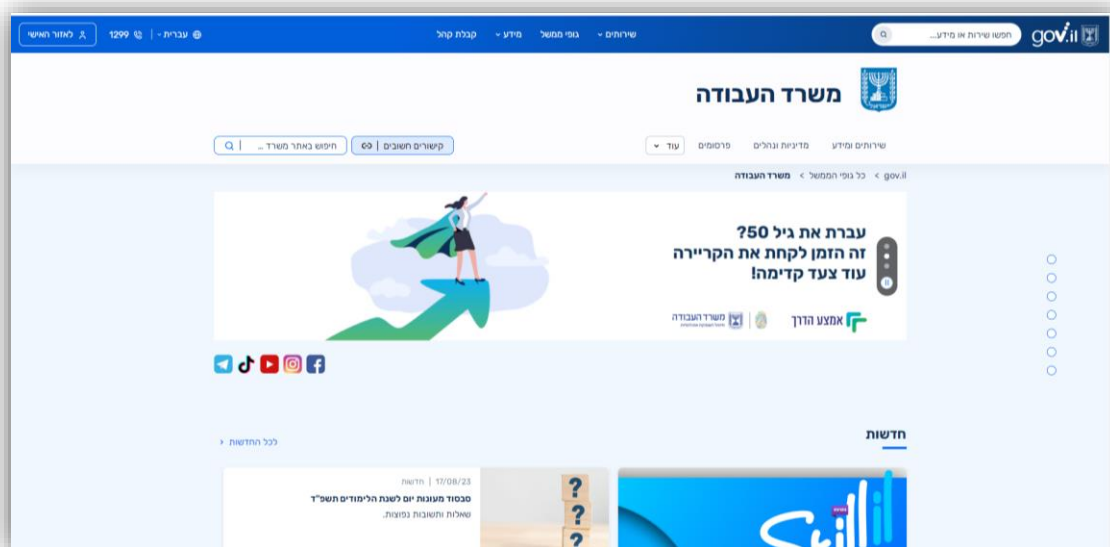 gov.il
חפשו שירות או מידע...
שירותים
גופי ממשל
מידע
קבלת קהל
עברית
1299
לאזור האישי
משרד העבודה
שירותים ומידע
מדיניות ונהלים
פרסומים
עוד
קישורים חשובים
חיפוש באתר משרד ...
gov.il > כל גופי הממשל > משרד העבודה
עברת את גיל 50?
זה הזמן לקחת את הקריירה
עוד צעד קדימה!
אמצע הדרך
משרד העבודה
חדשות
לכל החדשות
17/08/23 | חדשות
סבסוד מעונות יום לשנת הלימודים תשפ"ד
שאלות ותשובות נפוצות.
?
?
?
Skill